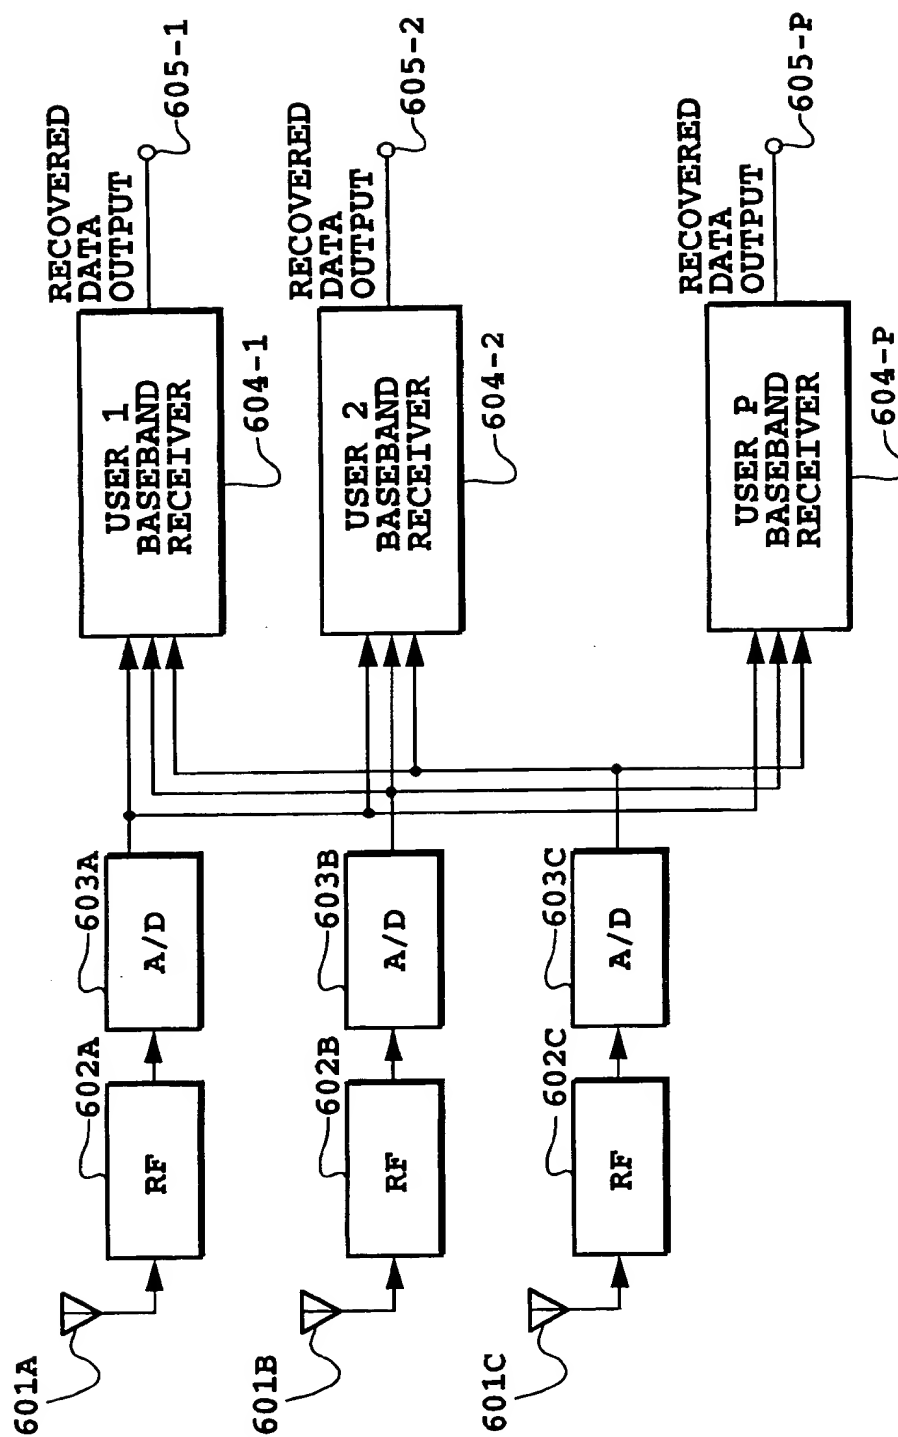 601A
602A
RF
603A
A/D
USER 1
BASEBAND
RECEIVER
604-1
RECOVERED
DATA
OUTPUT
605-1
601B
602B
RF
603B
A/D
USER 2
BASEBAND
RECEIVER
604-2
RECOVERED
DATA
OUTPUT
605-2
601C
602C
RF
603C
A/D
USER P
BASEBAND
RECEIVER
604-P
RECOVERED
DATA
OUTPUT
605-P